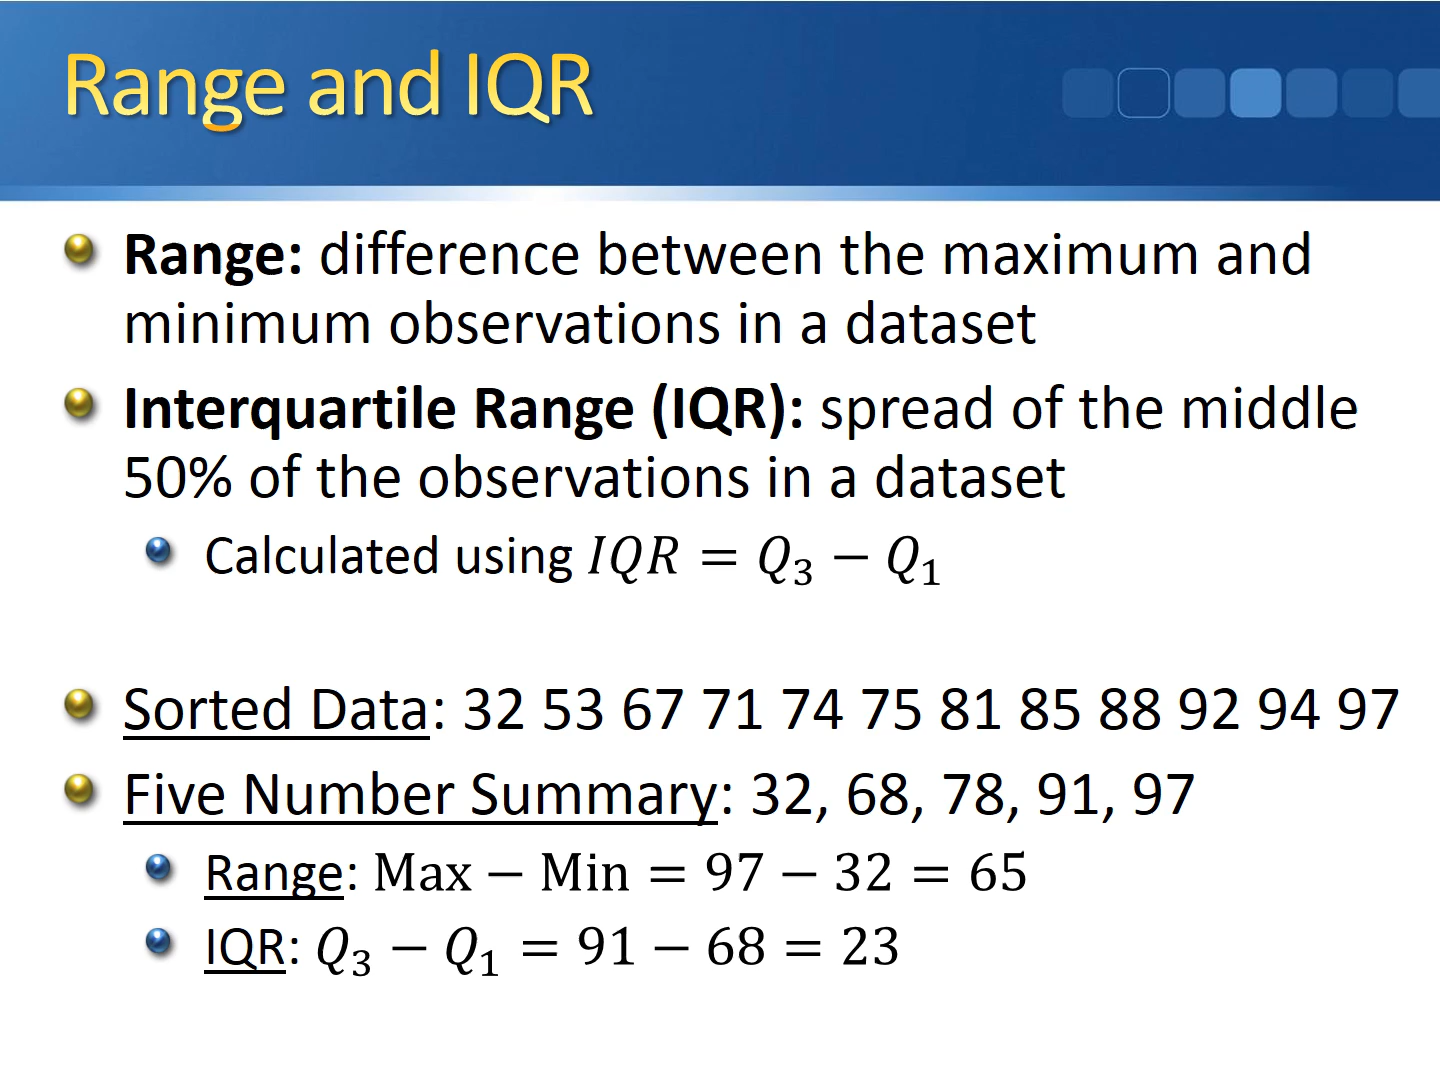 Range and IQR
Range: difference between the maximum and
minimum observations in a dataset
Interquartile Range (IQR): spread of the middle
50% of the observations in a dataset
Calculated using IQR = Q₃ − Q₁
Sorted Data: 32 53 67 71 74 75 81 85 88 92 94 97
Five Number Summary: 32, 68, 78, 91, 97
Range: Max − Min = 97 − 32 = 65
IQR: Q₃ − Q₁ = 91 − 68 = 23